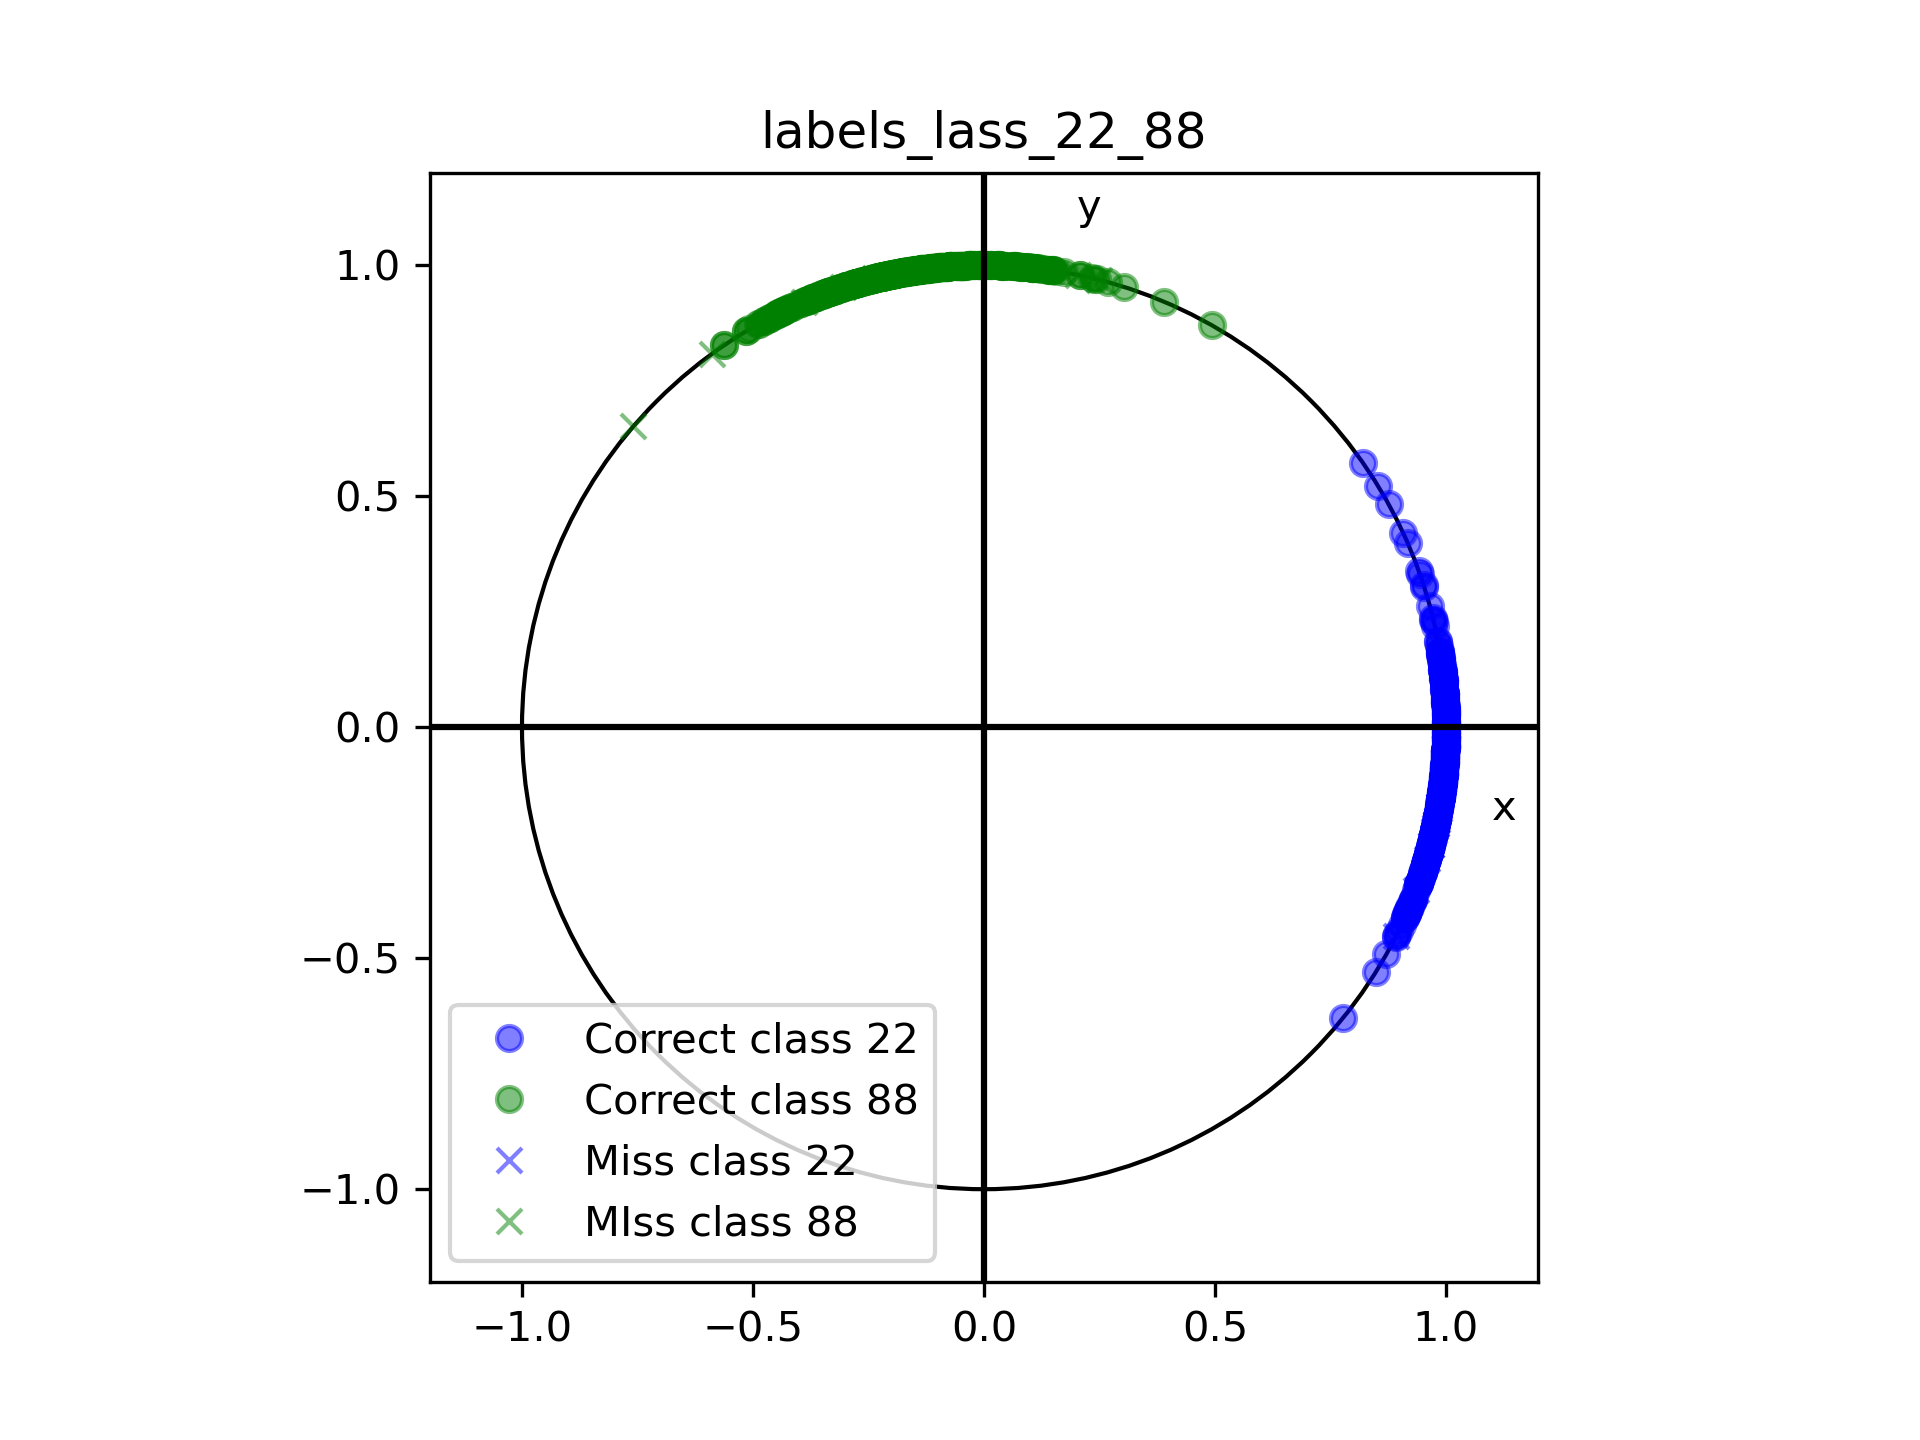 labels_lass_22_88
y
1.0
0.5
0.0
x
−0.5
−1.0
Correct class 22
Correct class 88
Miss class 22
MIss class 88
−1.0 −0.5 0.0 0.5 1.0